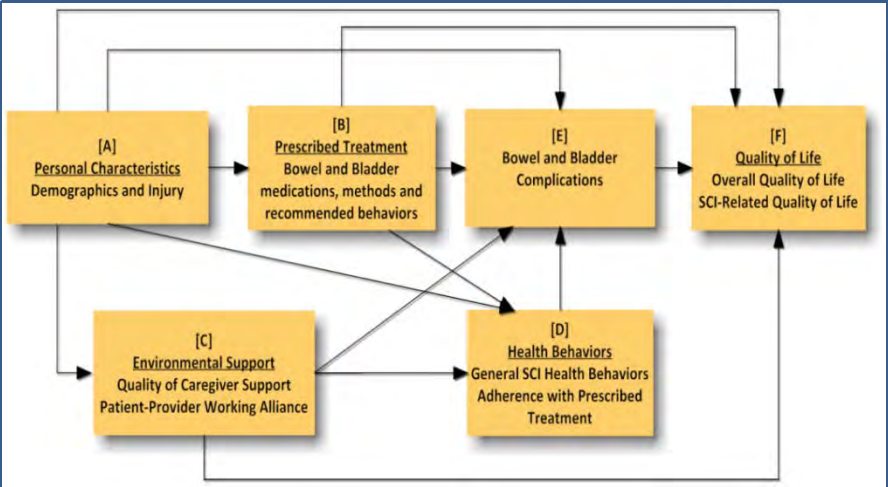 [A]
Personal Characteristics
Demographics and Injury
[B]
Prescribed Treatment
Bowel and Bladder
medications, methods and
recommended behaviors
[E]
Bowel and Bladder
Complications
[F]
Quality of Life
Overall Quality of Life
SCI-Related Quality of Life
[C]
Environmental Support
Quality of Caregiver Support
Patient-Provider Working Alliance
[D]
Health Behaviors
General SCI Health Behaviors
Adherence with Prescribed
Treatment